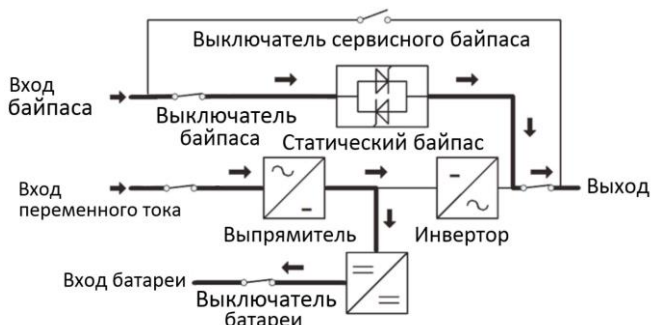 Выключатель сервисного байпаса
Вход
байпаса
Выключатель
байпаса
Статический байпас
Вход
переменного тока
Выпрямитель
Инвертор
Выход
Вход батареи
Выключатель
батареи